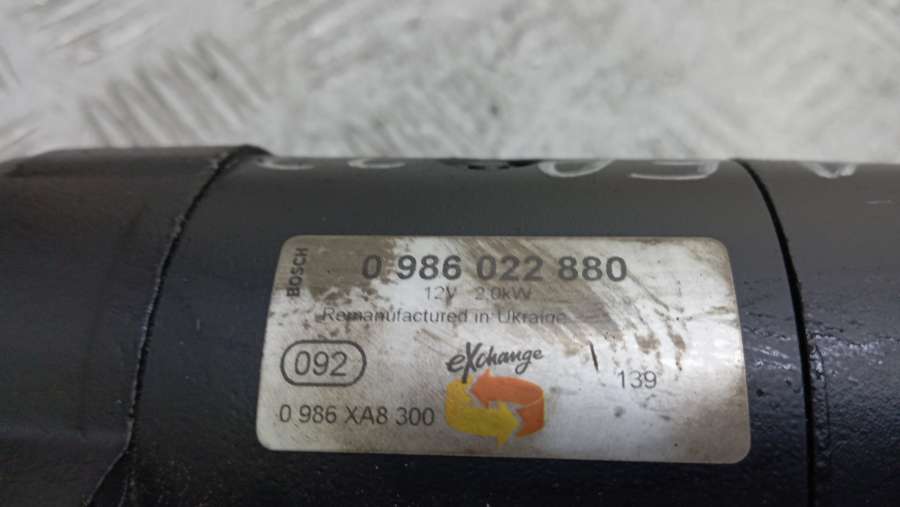 BOSCH
0 986 022 880
12V 2.0kW
Remanufactured in Ukraine
092
eXchange
139
0 986 XA8 300